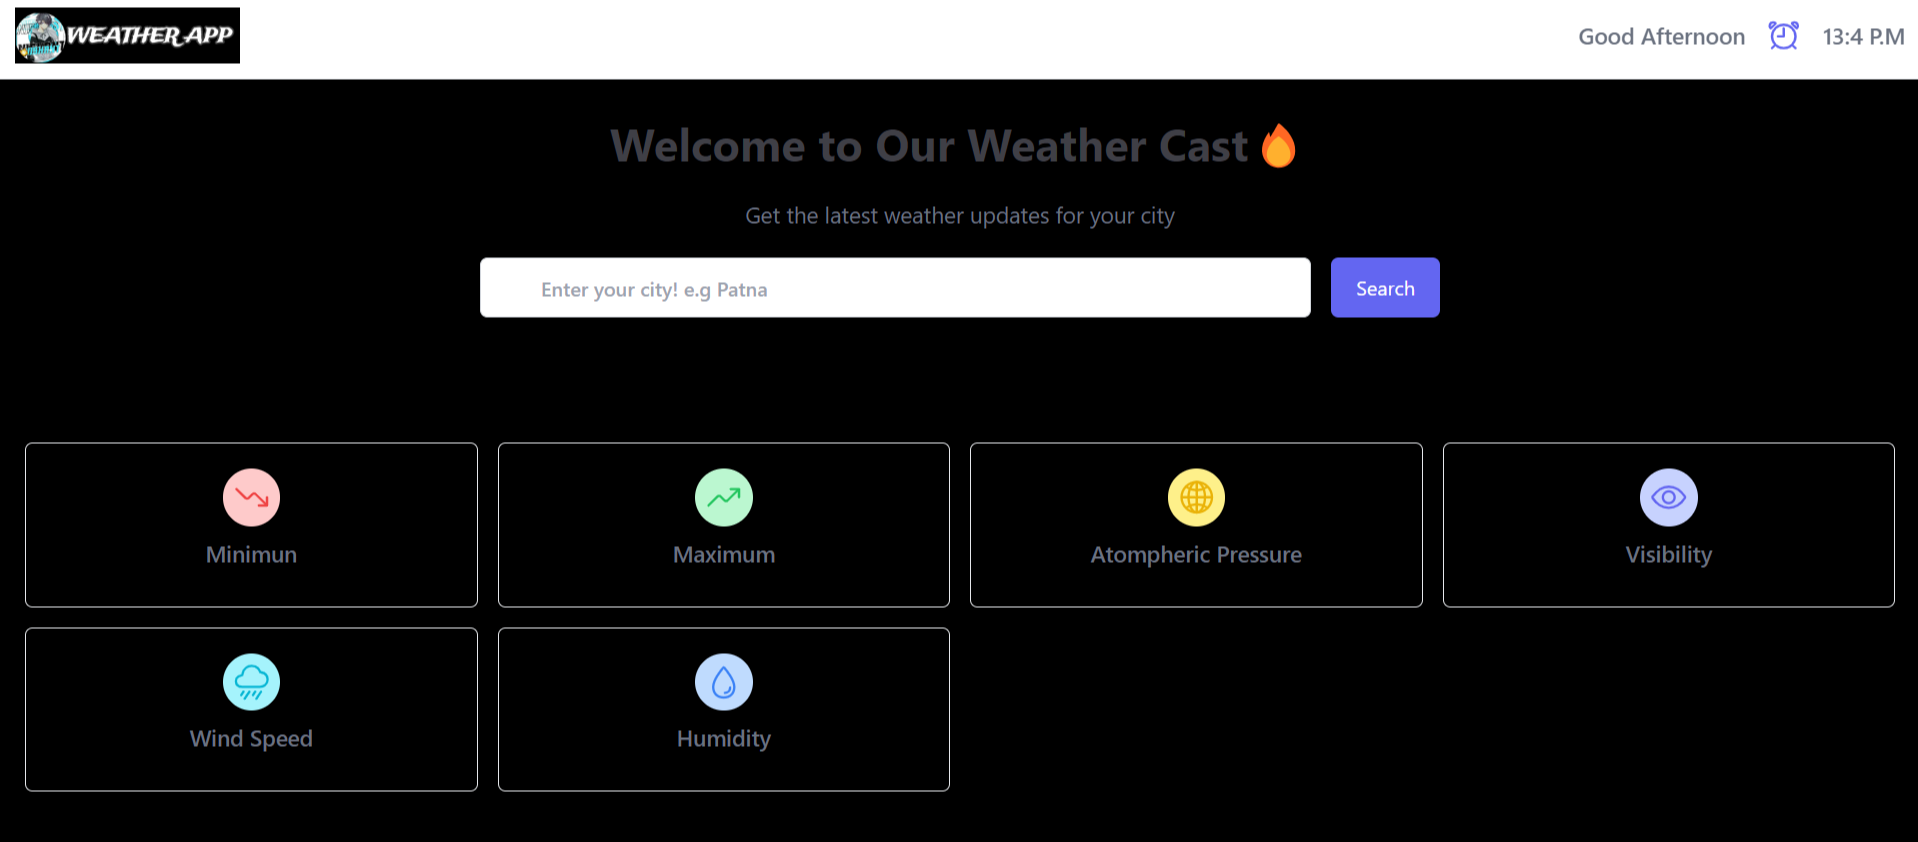 WEATHER APP
Good Afternoon 13:4 P.M
Welcome to Our Weather Cast🔥
Get the latest weather updates for your city
Enter your city! e.g Patna
Search
Minimun
Maximum
Atompheric Pressure
Visibility
Wind Speed
Humidity